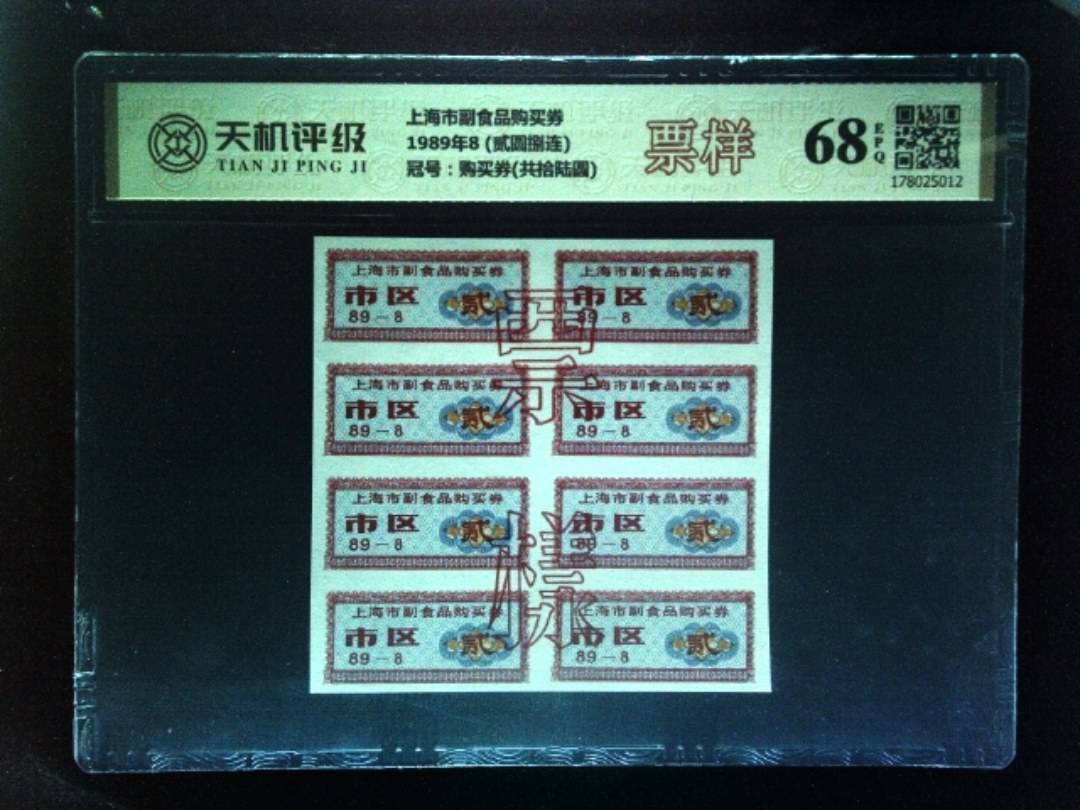 天机评级
TIAN JI PING JI
上海市副食品购买券
1989年8 (贰圆捌连)
冠号：购买券(共拾陆圆)
票样
68
EPQ
178025012
上海市副食品购买券
市区
贰
89-8
上海市副食品购买券
市区
贰
89-8
上海市副食品购买券
市区
贰
89-8
上海市副食品购买券
市区
贰
89-8
上海市副食品购买券
市区
贰
89-8
上海市副食品购买券
市区
贰
89-8
上海市副食品购买券
市区
贰
89-8
上海市副食品购买券
市区
贰
89-8
票樣